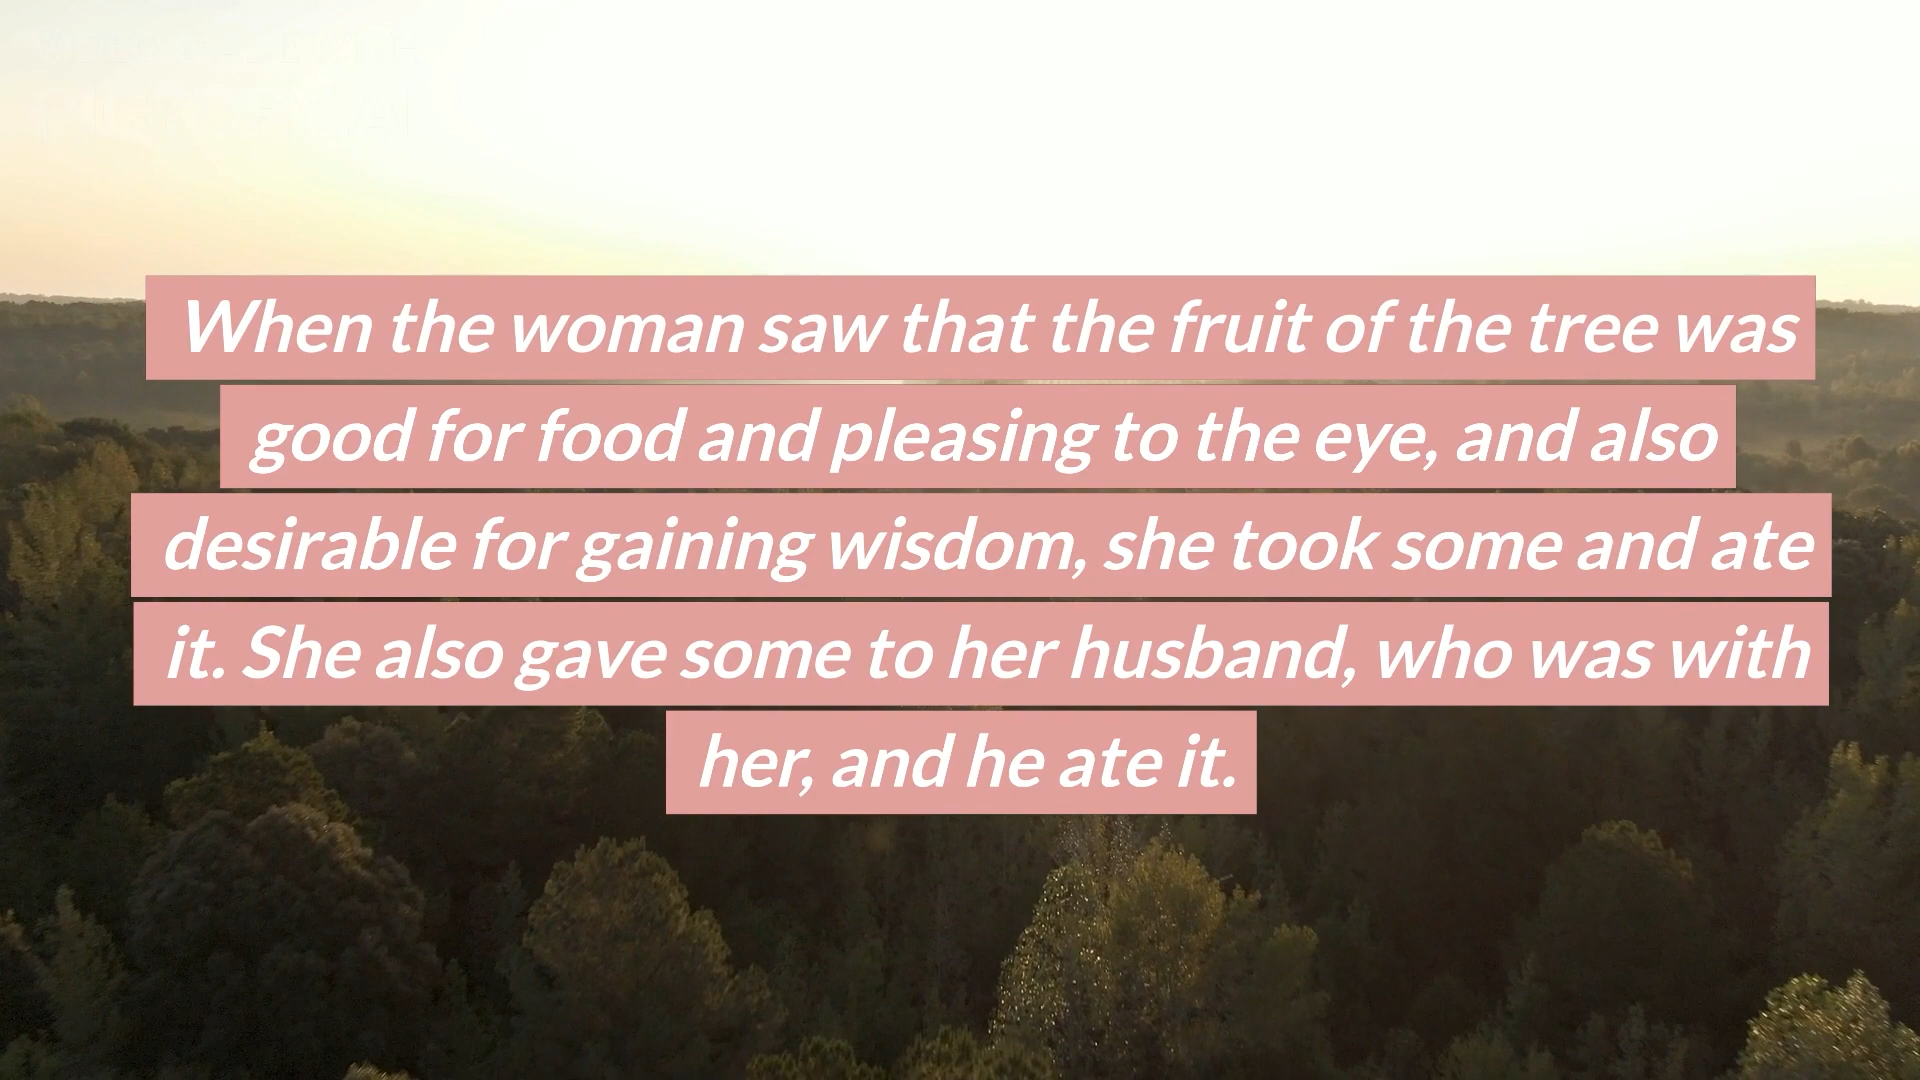 When the woman saw that the fruit of the tree was
good for food and pleasing to the eye, and also
desirable for gaining wisdom, she took some and ate
it. She also gave some to her husband, who was with
her, and he ate it.